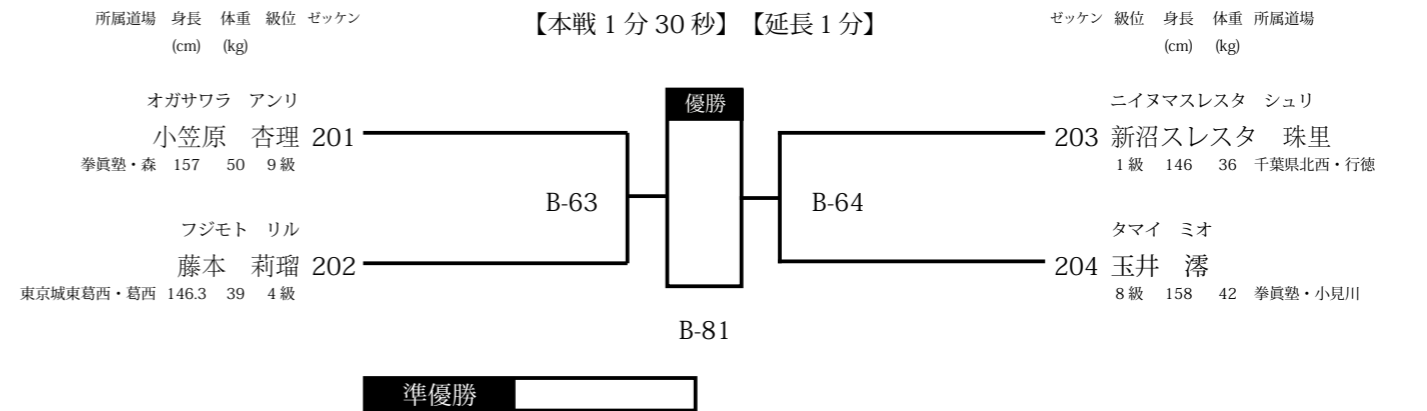 所属道場 身長 体重 級位 ゼッケン
(cm) (kg)
【本戦1分30秒】【延長1分】
ゼッケン 級位 身長 体重 所属道場
(cm) (kg)
オガサワラ アンリ
小笠原 杏理 201
拳眞塾・森 157 50 9級
フジモト リル
藤本 莉瑠 202
東京城東葛西・葛西 146.3 39 4級
B-63
優勝
B-64
B-81
ニイヌマスレスタ シュリ
203 新沼スレスタ 珠里
1級 146 36 千葉県北西・行徳
タマイ ミオ
204 玉井 澪
8級 158 42 拳眞塾・小見川
準優勝